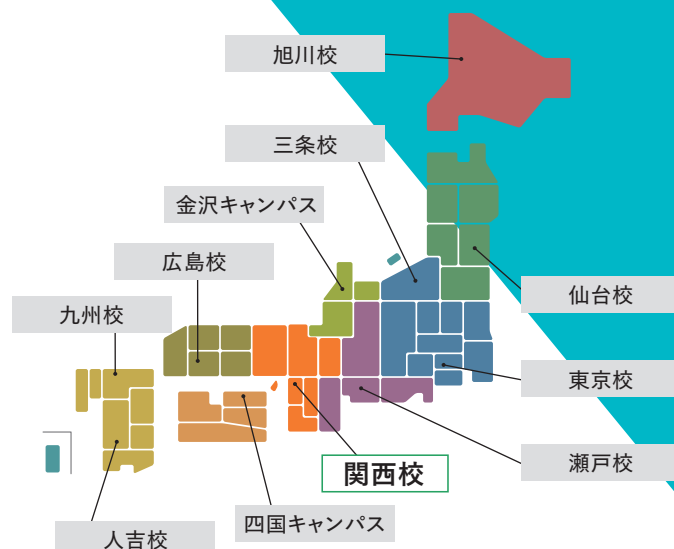 旭川校
三条校
金沢キャンパス
広島校
仙台校
九州校
東京校
瀬戸校
関西校
四国キャンパス
人吉校